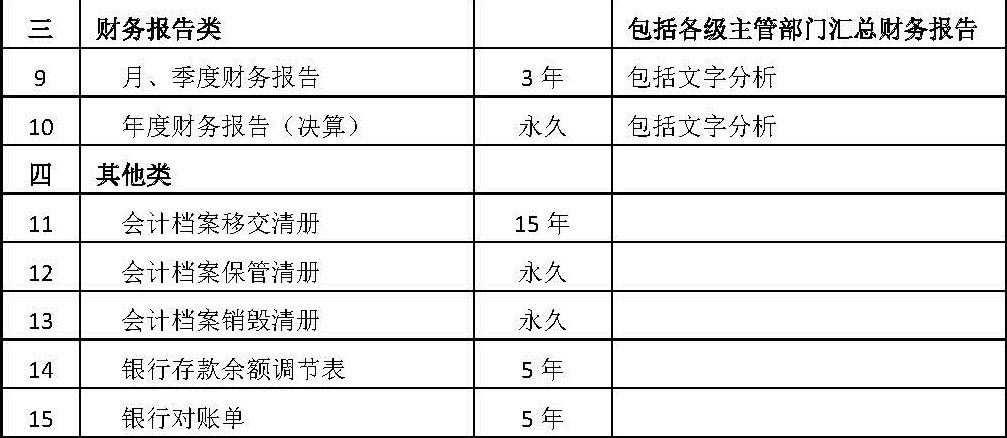 三 财务报告类 包括各级主管部门汇总财务报告
9 月、季度财务报告 3 年 包括文字分析
10 年度财务报告（决算） 永久 包括文字分析
四 其他类
11 会计档案移交清册 15 年
12 会计档案保管清册 永久
13 会计档案销毁清册 永久
14 银行存款余额调节表 5 年
15 银行对账单 5 年